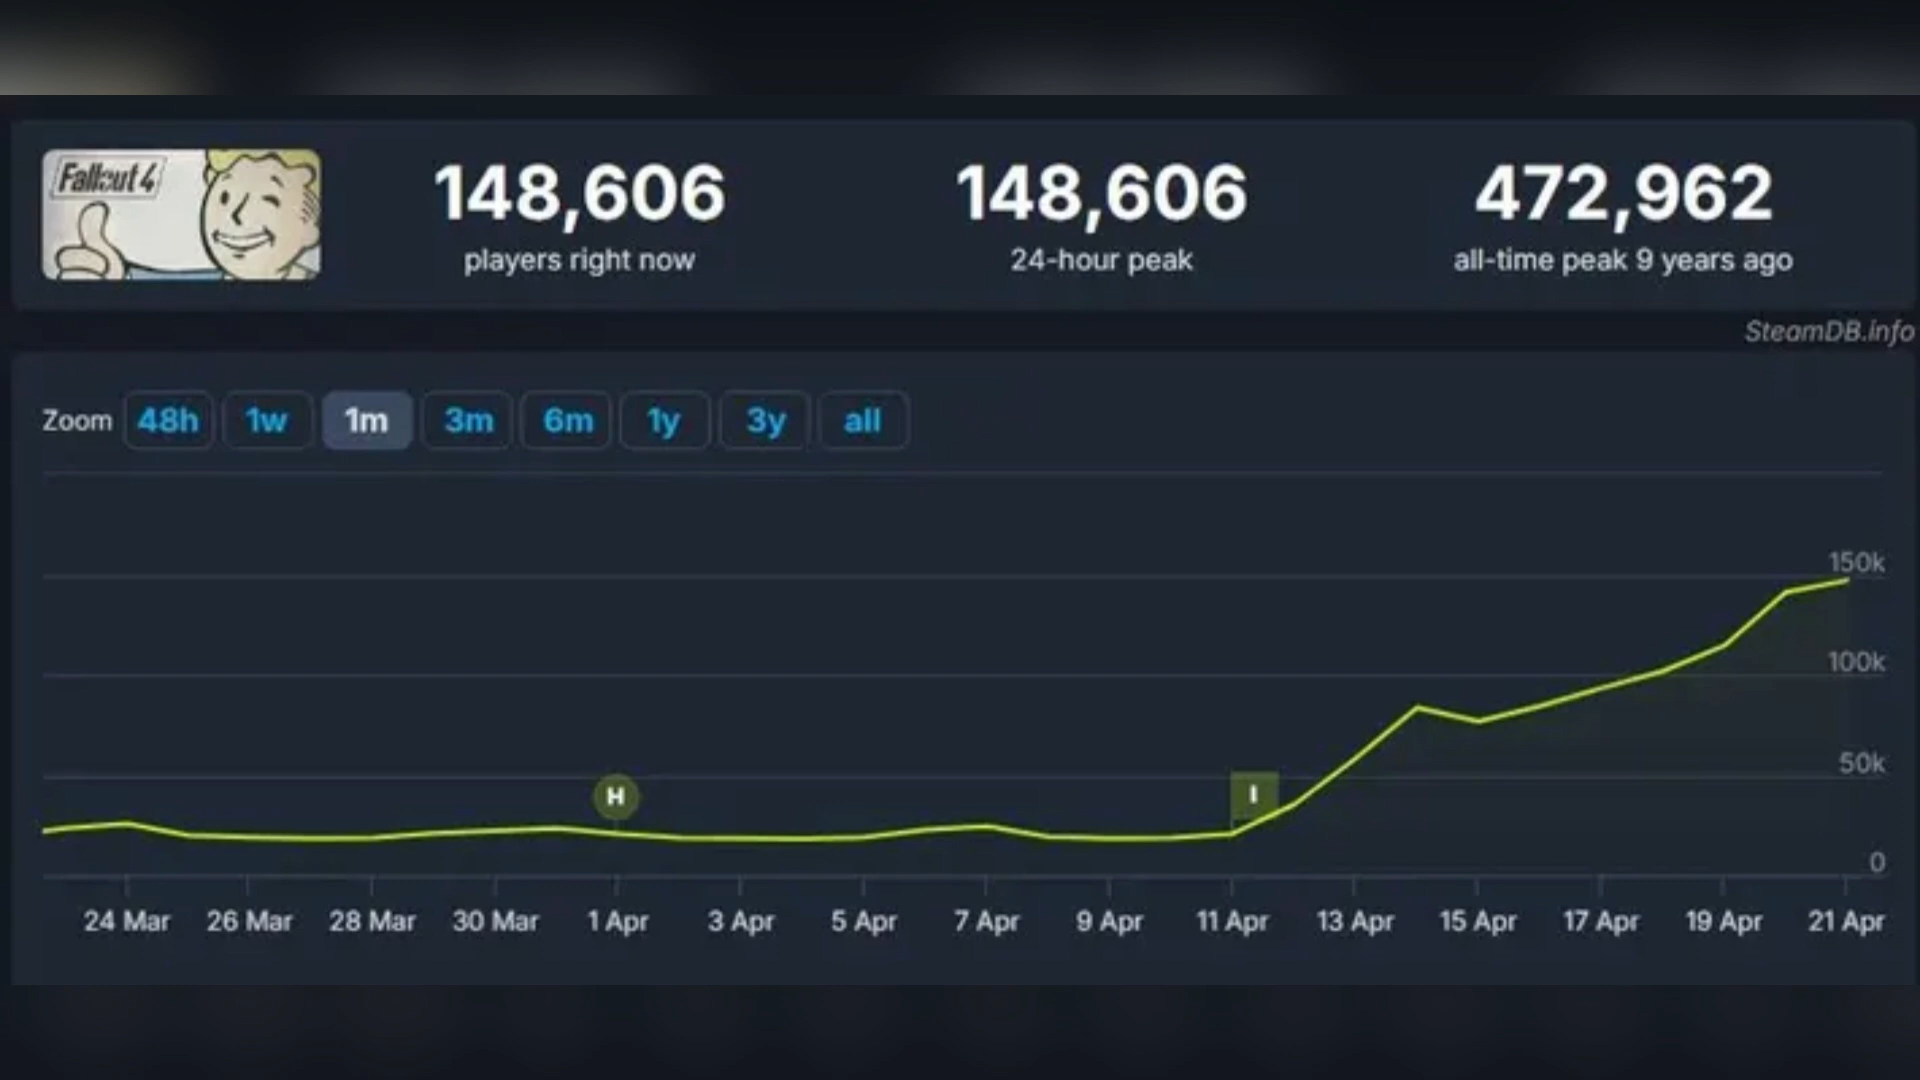 Fallout 4
148,606
players right now
148,606
24-hour peak
472,962
all-time peak 9 years ago
SteamDB.info
Zoom 48h 1w 1m 3m 6m 1y 3y all
150k
100k
50k
H
I
0
24 Mar 26 Mar 28 Mar 30 Mar 1 Apr 3 Apr 5 Apr 7 Apr 9 Apr 11 Apr 13 Apr 15 Apr 17 Apr 19 Apr 21 Apr